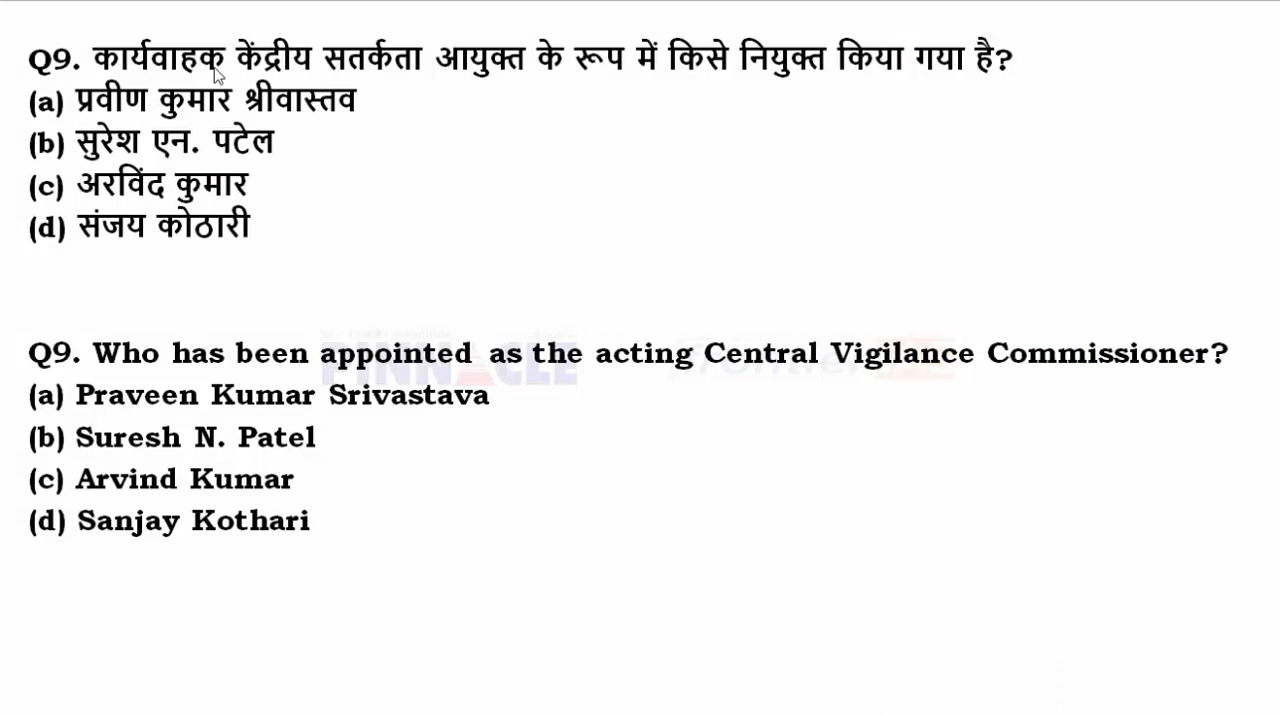 Q9. कार्यवाहक केंद्रीय सतर्कता आयुक्त के रूप में किसे नियुक्त किया गया है?
(a) प्रवीण कुमार श्रीवास्तव
(b) सुरेश एन. पटेल
(c) अरविंद कुमार
(d) संजय कोठारी
Q9. Who has been appointed as the acting Central Vigilance Commissioner?
PINNACLE
(a) Praveen Kumar Srivastava
(b) Suresh N. Patel
(c) Arvind Kumar
(d) Sanjay Kothari